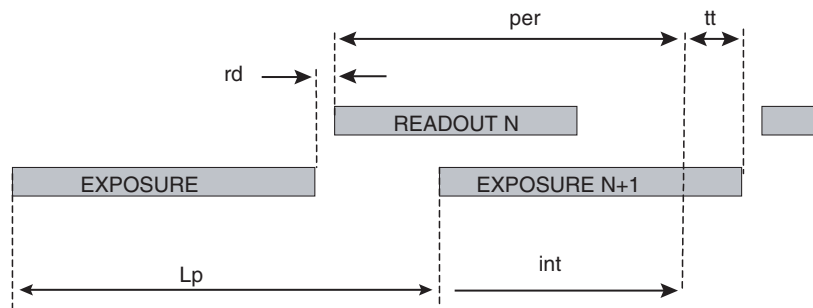 per
tt
rd
READOUT N
EXPOSURE
EXPOSURE N+1
Lp
int